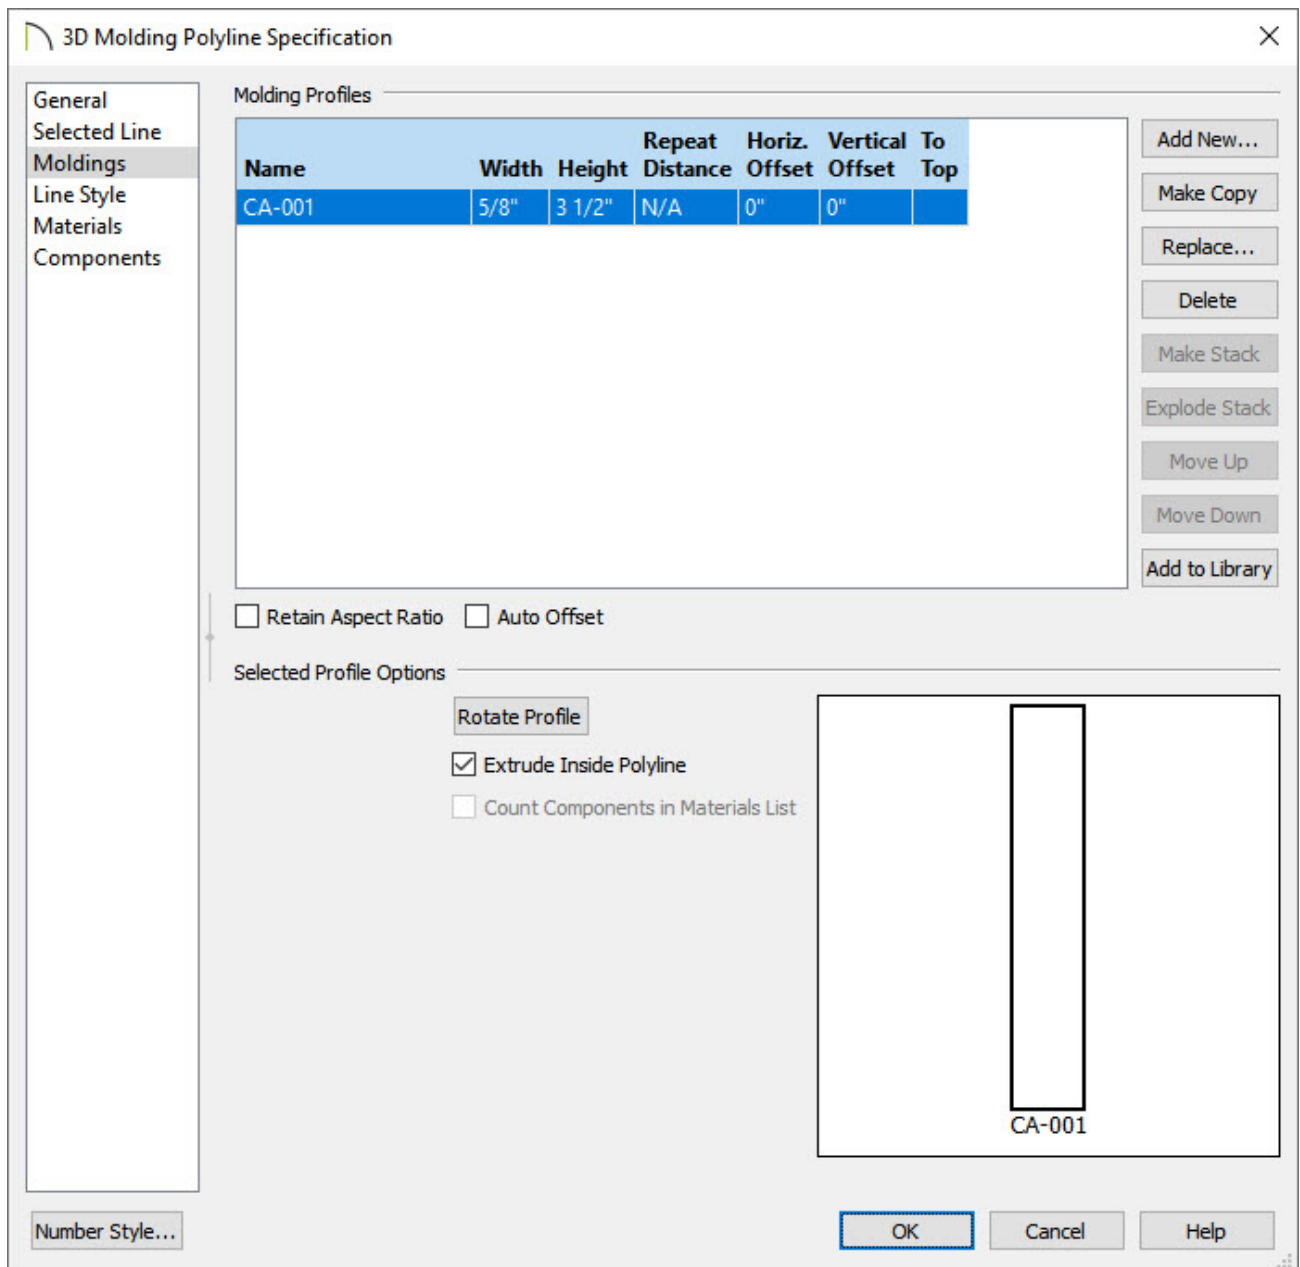 3D Molding Polyline Specification
General
Selected Line
Moldings
Line Style
Materials
Components
Molding Profiles
Name Width Height Repeat Distance Horiz. Offset Vertical Offset To Top
CA-001 5/8" 3 1/2" N/A 0" 0"
Add New...
Make Copy
Replace...
Delete
Make Stack
Explode Stack
Move Up
Move Down
Add to Library
Retain Aspect Ratio Auto Offset
Selected Profile Options
Rotate Profile
Extrude Inside Polyline
Count Components in Materials List
CA-001
Number Style... OK Cancel Help